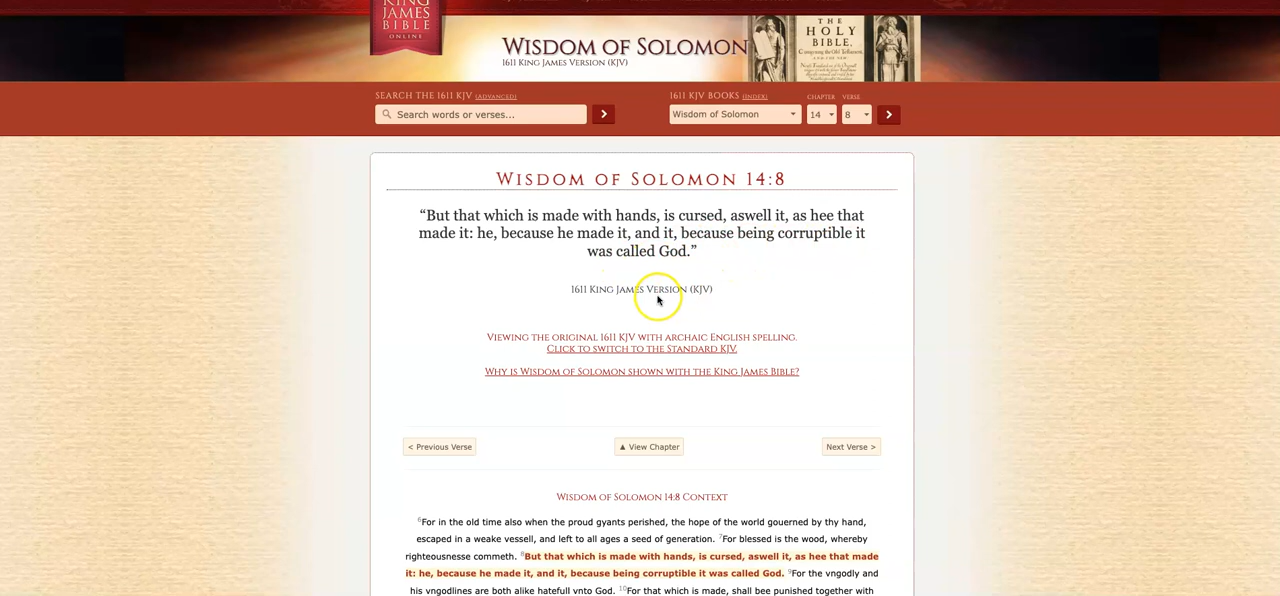 KING
JAMES
BIBLE
ONLINE
WISDOM OF SOLOMON
1611 KING JAMES VERSION (KJV)
THE
HOLY
BIBLE,
SEARCH THE 1611 KJV (ADVANCED)
Search words or verses...
1611 KJV BOOKS (INDEX)
CHAPTER
VERSE
Wisdom of Solomon
14
8
WISDOM OF SOLOMON 14:8
“But that which is made with hands, is cursed, aswell it, as hee that
made it: he, because he made it, and it, because being corruptible it
was called God.”
1611 KING JAMES VERSION (KJV)
VIEWING THE ORIGINAL 1611 KJV WITH ARCHAIC ENGLISH SPELLING.
CLICK TO SWITCH TO THE STANDARD KJV.
WHY IS WISDOM OF SOLOMON SHOWN WITH THE KING JAMES BIBLE?
< Previous Verse
▲ View Chapter
Next Verse >
WISDOM OF SOLOMON 14:8 CONTEXT
6For in the old time also when the proud gyants perished, the hope of the world gouerned by thy hand,
escaped in a weake vessell, and left to all ages a seed of generation. 7For blessed is the wood, whereby
righteousnesse commeth. 8But that which is made with hands, is cursed, aswell it, as hee that made
it: he, because he made it, and it, because being corruptible it was called God. 9For the vngodly and
his vngodlines are both alike hatefull vnto God. 10For that which is made, shall bee punished together with